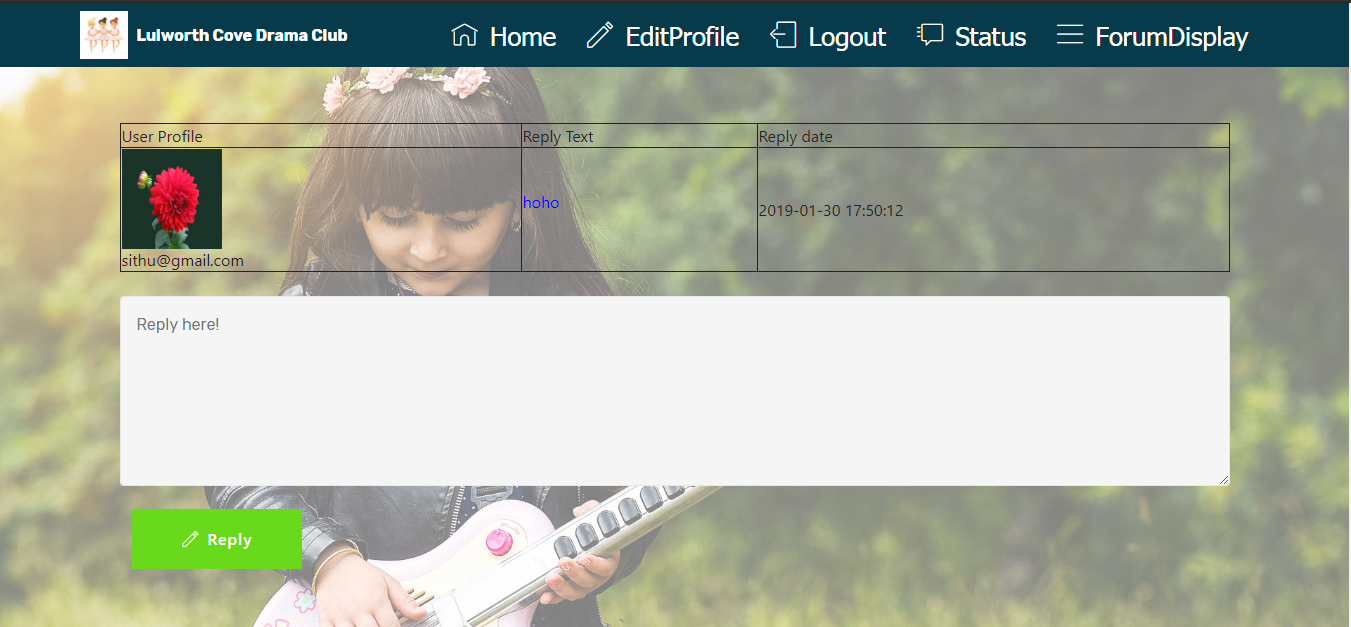 Lulworth Cove Drama Club
Home EditProfile Logout Status ForumDisplay
User Profile Reply Text Reply date
hoho
2019-01-30 17:50:12
sithu@gmail.com
Reply here!
Reply